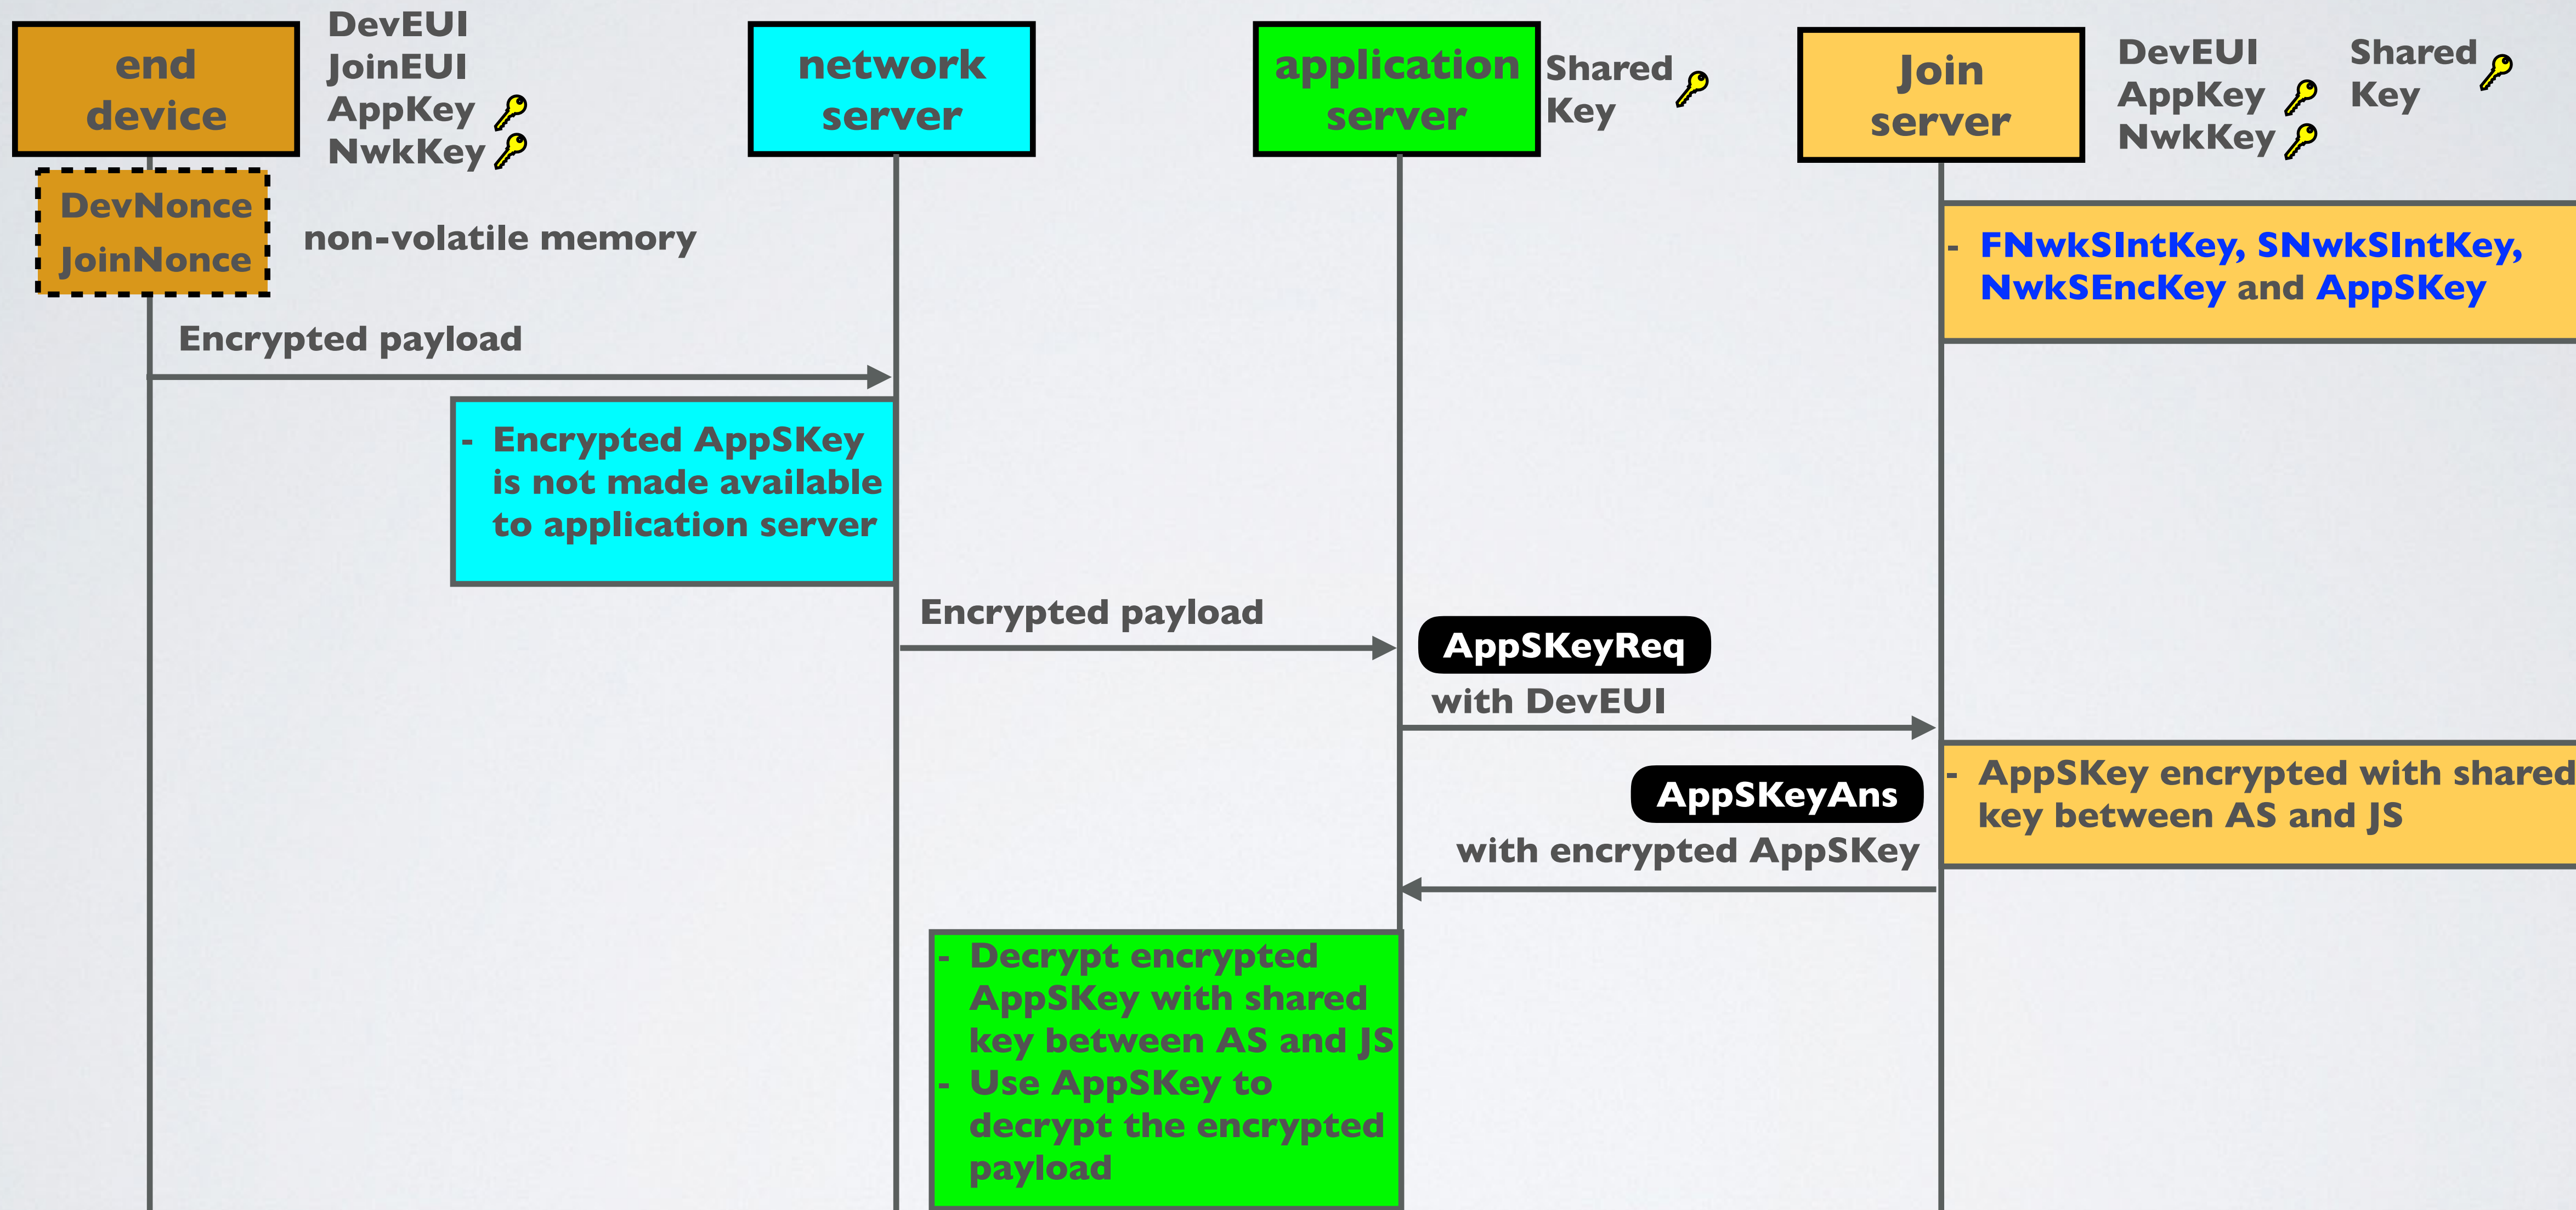 end
device
DevEUI
JoinEUI
AppKey
NwkKey
network
server
application
server
Shared
Key
Join
server
DevEUI
AppKey
NwkKey
Shared
Key
DevNonce
JoinNonce
non-volatile memory
- FNwkSIntKey, SNwkSIntKey,
NwkSEncKey and AppSKey
Encrypted payload
- Encrypted AppSKey
is not made available
to application server
Encrypted payload
AppSKeyReq
with DevEUI
- AppSKey encrypted with shared
key between AS and JS
AppSKeyAns
with encrypted AppSKey
- Decrypt encrypted
AppSKey with shared
key between AS and JS
- Use AppSKey to
decrypt the encrypted
payload